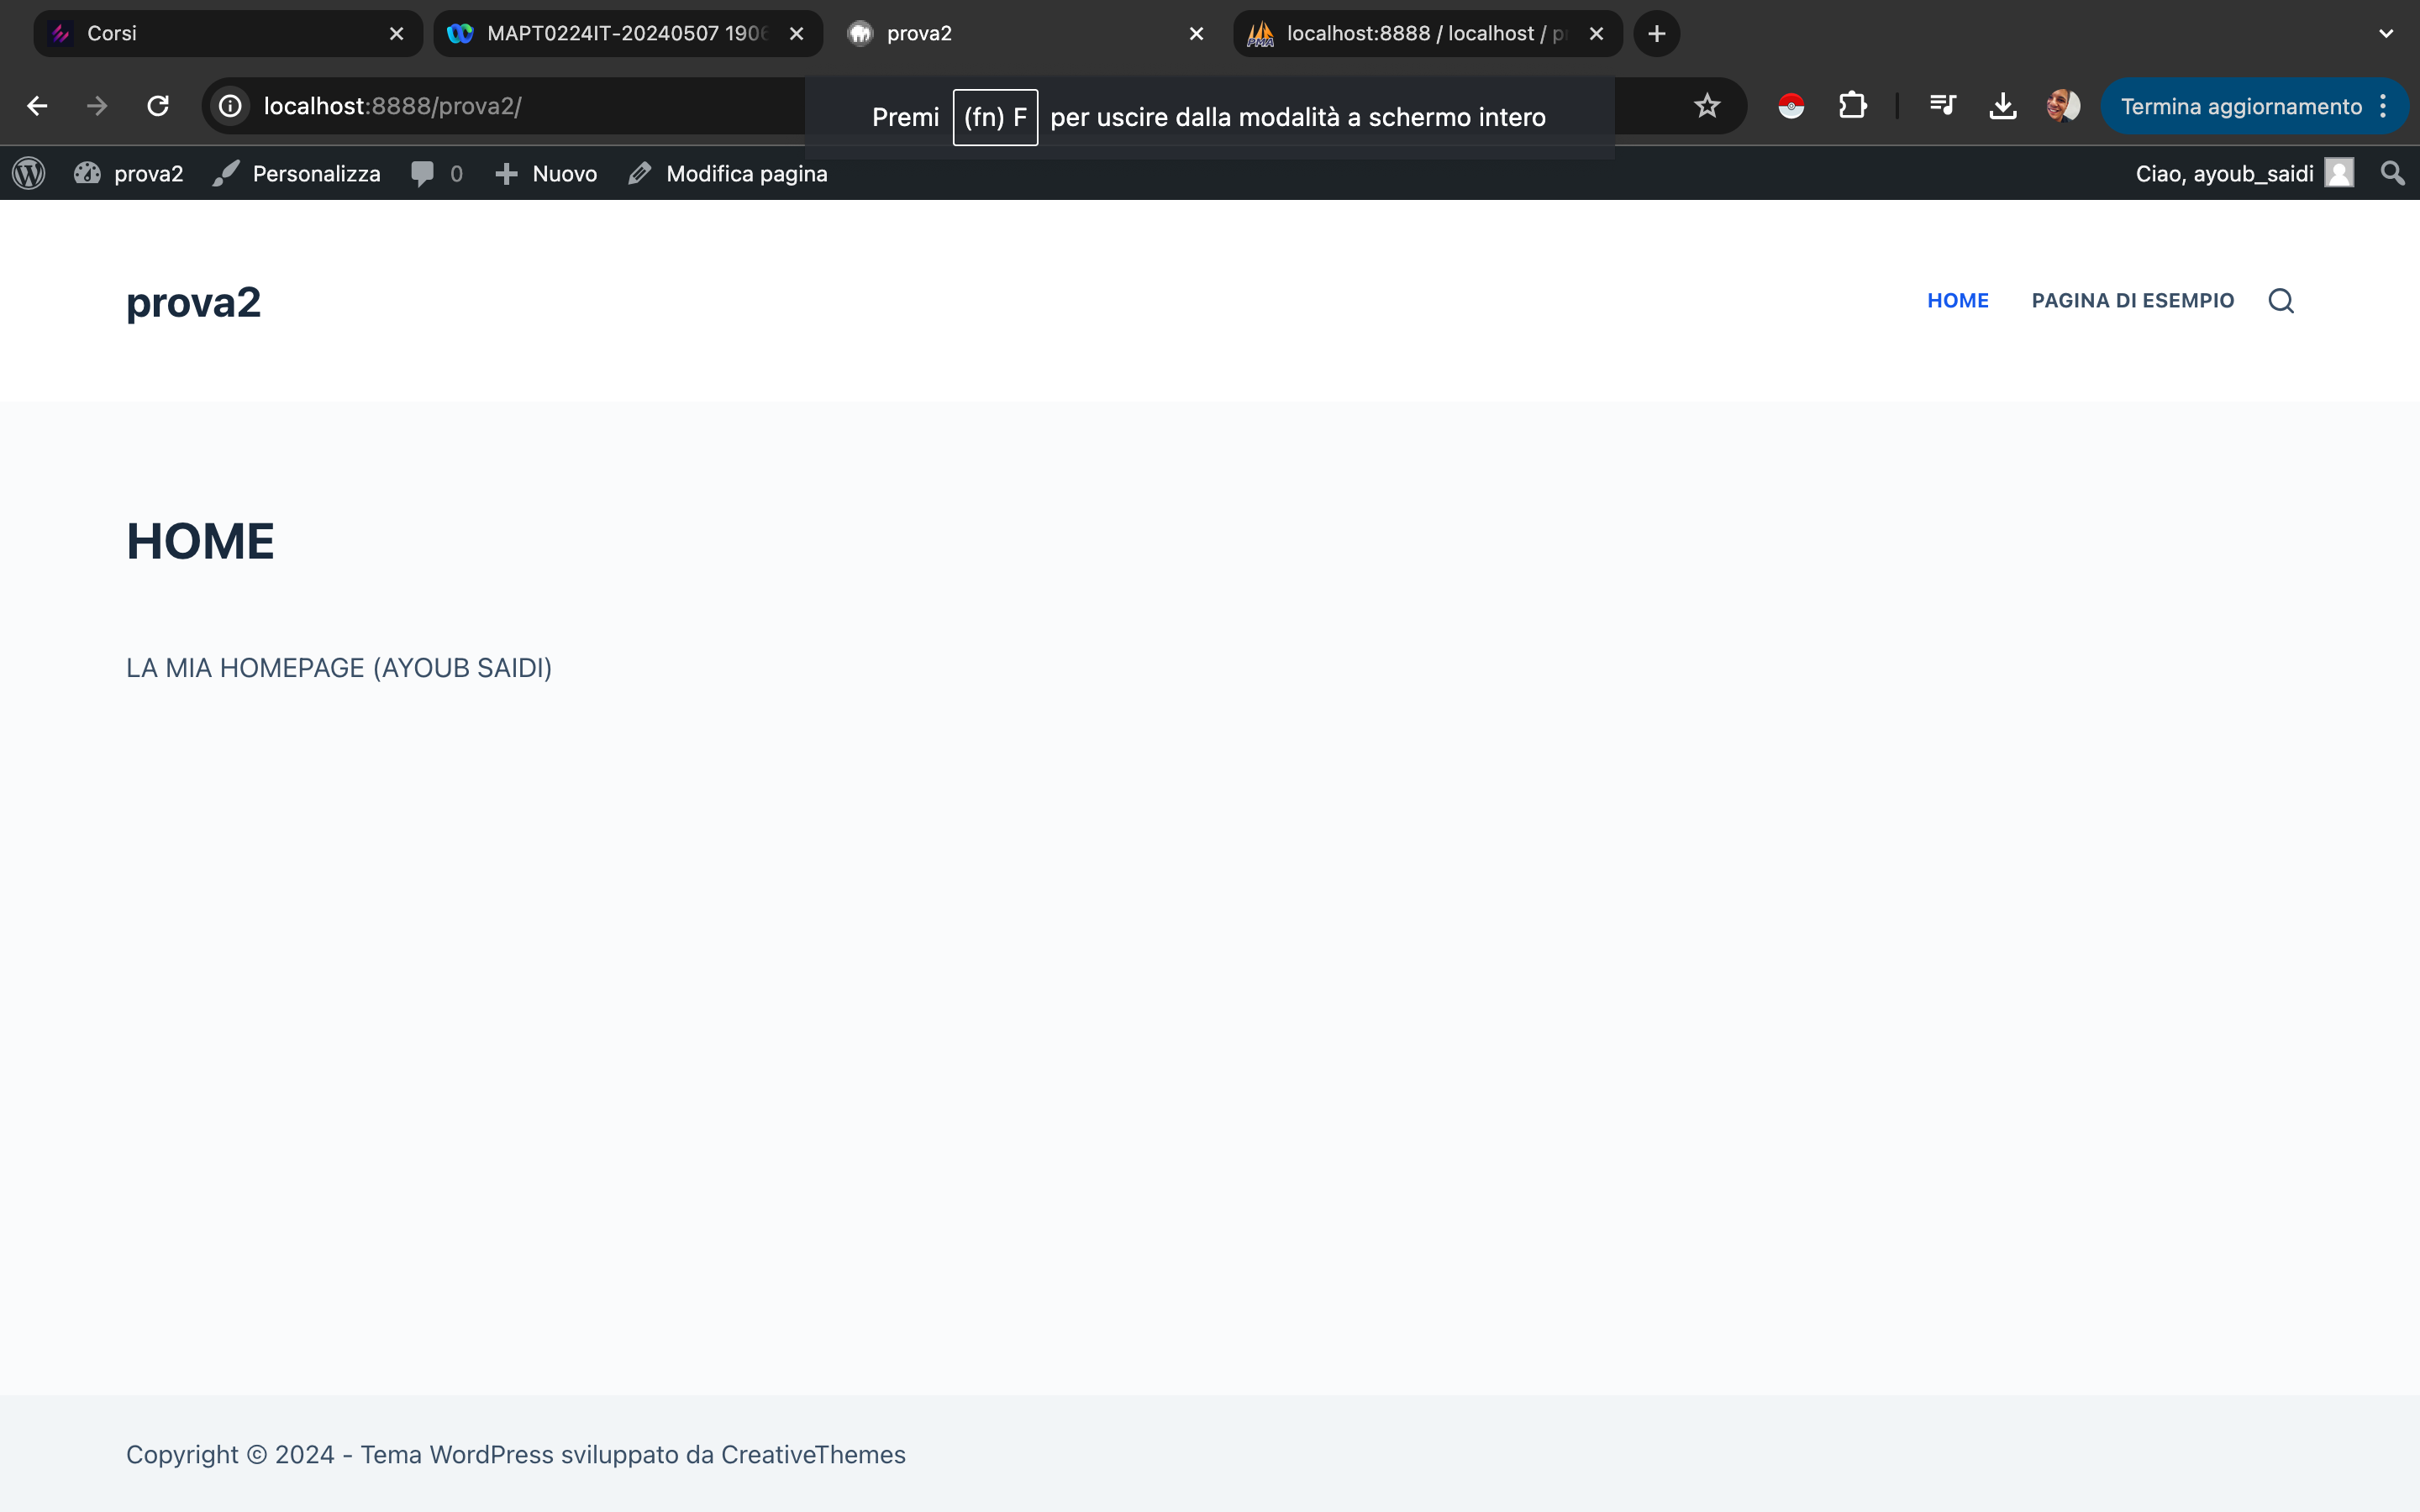 Corsi
MAPT0224IT-20240507 190
prova2
localhost:8888 / localhost / p
localhost:8888/prova2/
Premi (fn) F per uscire dalla modalità a schermo intero
Termina aggiornamento
prova2
Personalizza
0
Nuovo
Modifica pagina
Ciao, ayoub_saidi
prova2
HOME
PAGINA DI ESEMPIO
HOME
LA MIA HOMEPAGE (AYOUB SAIDI)
Copyright © 2024 - Tema WordPress sviluppato da CreativeThemes